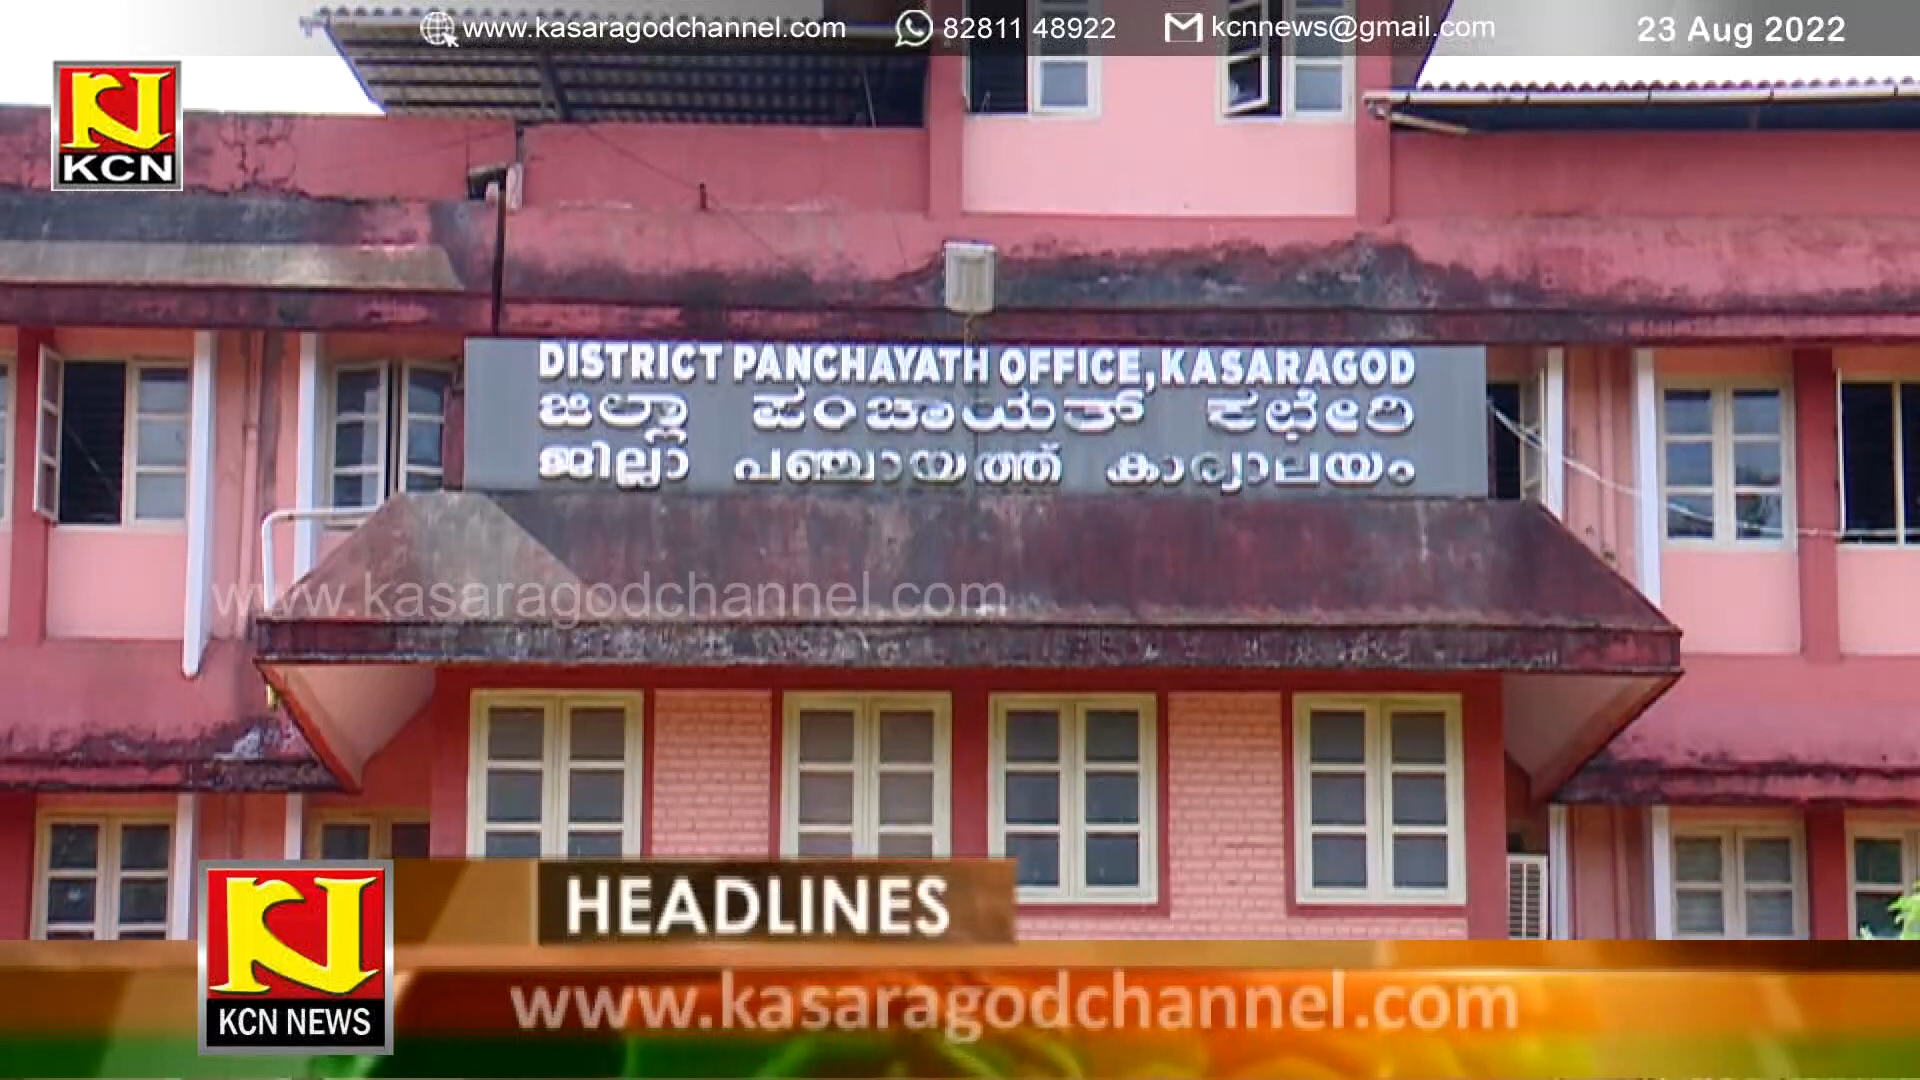 www.kasaragodchannel.com 82811 48922 kcnnews@gmail.com 23 Aug 2022
KCN
DISTRICT PANCHAYATH OFFICE, KASARAGOD
ಜಿಲ್ಲಾ ಪಂಚಾಯತ್ ಕಛೇರಿ
ജില്ലാ പഞ്ചായത്ത് കാര്യാലയം
www.kasaragodchannel.com
HEADLINES
KCN NEWS
www.kasaragodchannel.com